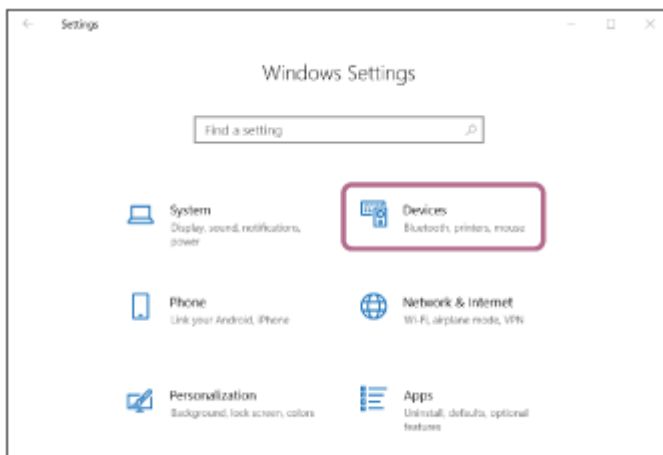 Settings
Windows Settings
Find a setting
System
Display, sound, notifications,
power
Devices
Bluetooth, printers, mouse
Phone
Link your Android, iPhone
Network & Internet
Wi-Fi, airplane mode, VPN
Personalization
Background, lock screen, colors
Apps
Uninstall, defaults, optional
features